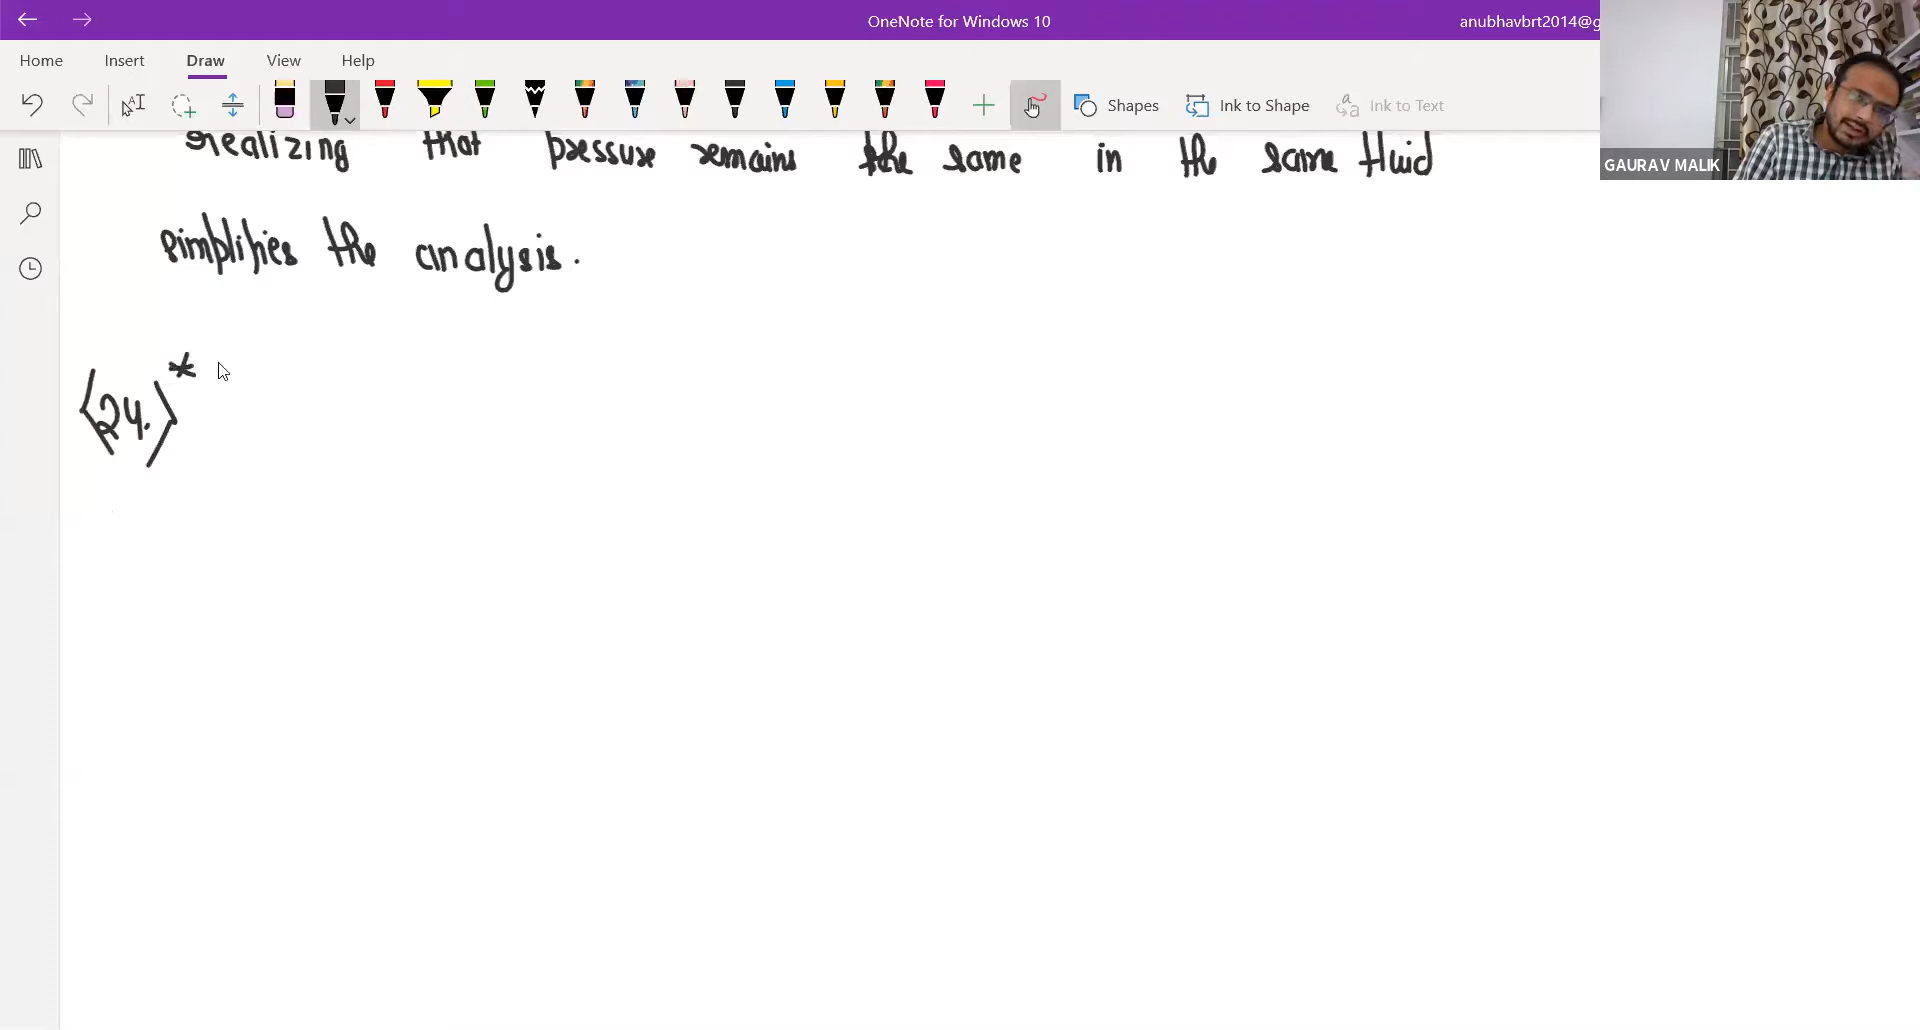 OneNote for Windows 10
anubhavbrt2014@g
Home Insert Draw View Help
Shapes Ink to Shape Ink to Text
GAURAV MALIK
realizing that pressure remains the same in the same fluid
simplifies the analysis.
<24.>*